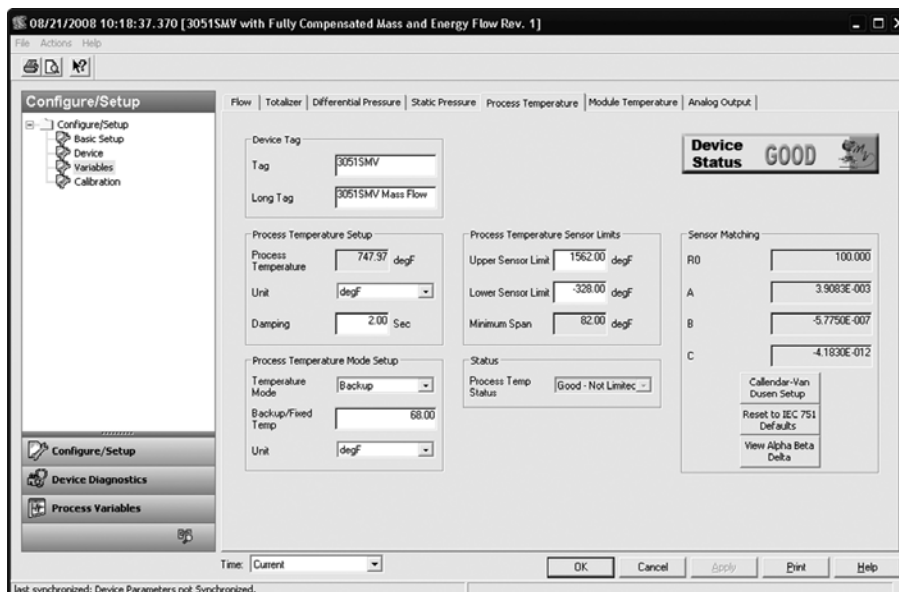 08/21/2008 10:18:37.370 [3051SMV with Fully Compensated Mass and Energy Flow Rev. 1]
File Actions Help
Configure/Setup
Configure/Setup
Basic Setup
Device
Variables
Calibration
Configure/Setup
Device Diagnostics
Process Variables
Flow Totalizer Differential Pressure Static Pressure Process Temperature Module Temperature Analog Output
Device Tag
Tag 3051SMV
Long Tag 3051SMV Mass Flow
Device Status GOOD
Process Temperature Setup
Process Temperature 747.97 degF
Unit degF
Damping 2.00 Sec
Process Temperature Sensor Limits
Upper Sensor Limit 1562.00 degF
Lower Sensor Limit -328.00 degF
Minimum Span 82.00 degF
Sensor Matching
R0 100.000
A 3.9083E-003
B -5.7750E-007
C -4.1830E-012
Callendar-Van Dusen Setup
Reset to IEC 751 Defaults
View Alpha Beta Delta
Process Temperature Mode Setup
Temperature Mode Backup
Backup/Fixed Temp 68.00
Unit degF
Status
Process Temp Status Good - Not Limitec
Time: Current
OK Cancel Apply Print Help
last synchronized: Device Parameters not Synchronized.